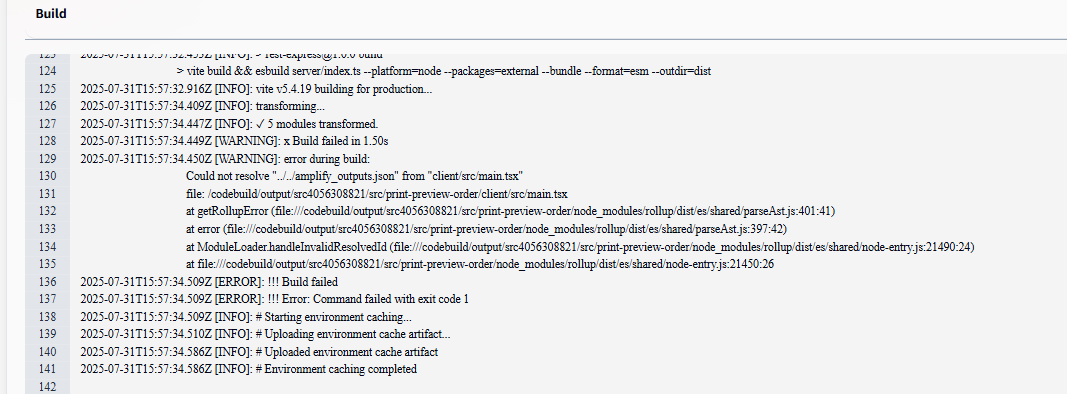 Build
123 2025-07-31T15:57:32.455Z [INFO]: > rest-express@1.0.0 build
124 > vite build && esbuild server/index.ts --platform=node --packages=external --bundle --format=esm --outdir=dist
125 2025-07-31T15:57:32.916Z [INFO]: vite v5.4.19 building for production...
126 2025-07-31T15:57:34.409Z [INFO]: transforming...
127 2025-07-31T15:57:34.447Z [INFO]: ✓ 5 modules transformed.
128 2025-07-31T15:57:34.449Z [WARNING]: x Build failed in 1.50s
129 2025-07-31T15:57:34.450Z [WARNING]: error during build:
130 Could not resolve "../../amplify_outputs.json" from "client/src/main.tsx"
131 file: /codebuild/output/src4056308821/src/print-preview-order/client/src/main.tsx
132 at getRollupError (file:///codebuild/output/src4056308821/src/print-preview-order/node_modules/rollup/dist/es/shared/parseAst.js:401:41)
133 at error (file:///codebuild/output/src4056308821/src/print-preview-order/node_modules/rollup/dist/es/shared/parseAst.js:397:42)
134 at ModuleLoader.handleInvalidResolvedId (file:///codebuild/output/src4056308821/src/print-preview-order/node_modules/rollup/dist/es/shared/node-entry.js:21490:24)
135 at file:///codebuild/output/src4056308821/src/print-preview-order/node_modules/rollup/dist/es/shared/node-entry.js:21450:26
136 2025-07-31T15:57:34.509Z [ERROR]: !!! Build failed
137 2025-07-31T15:57:34.509Z [ERROR]: !!! Error: Command failed with exit code 1
138 2025-07-31T15:57:34.509Z [INFO]: # Starting environment caching...
139 2025-07-31T15:57:34.510Z [INFO]: # Uploading environment cache artifact...
140 2025-07-31T15:57:34.586Z [INFO]: # Uploaded environment cache artifact
141 2025-07-31T15:57:34.586Z [INFO]: # Environment caching completed
142